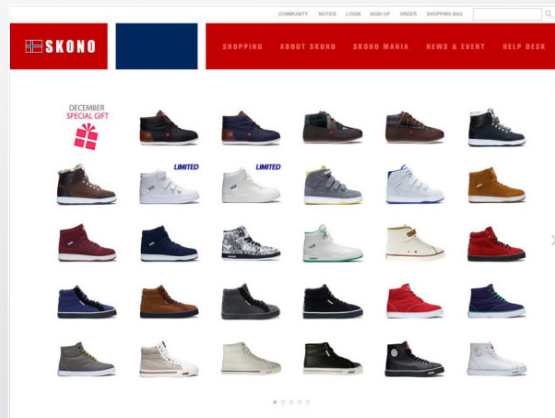 COMMUNITY NOTICE LOGIN SIGN UP ORDER SHOPPING BAG
SKONO
SHOPPING ABOUT SKONO SKONO MANIA NEWS & EVENT HELP DESK
DECEMBER
SPECIAL GIFT
LIMITED LIMITED